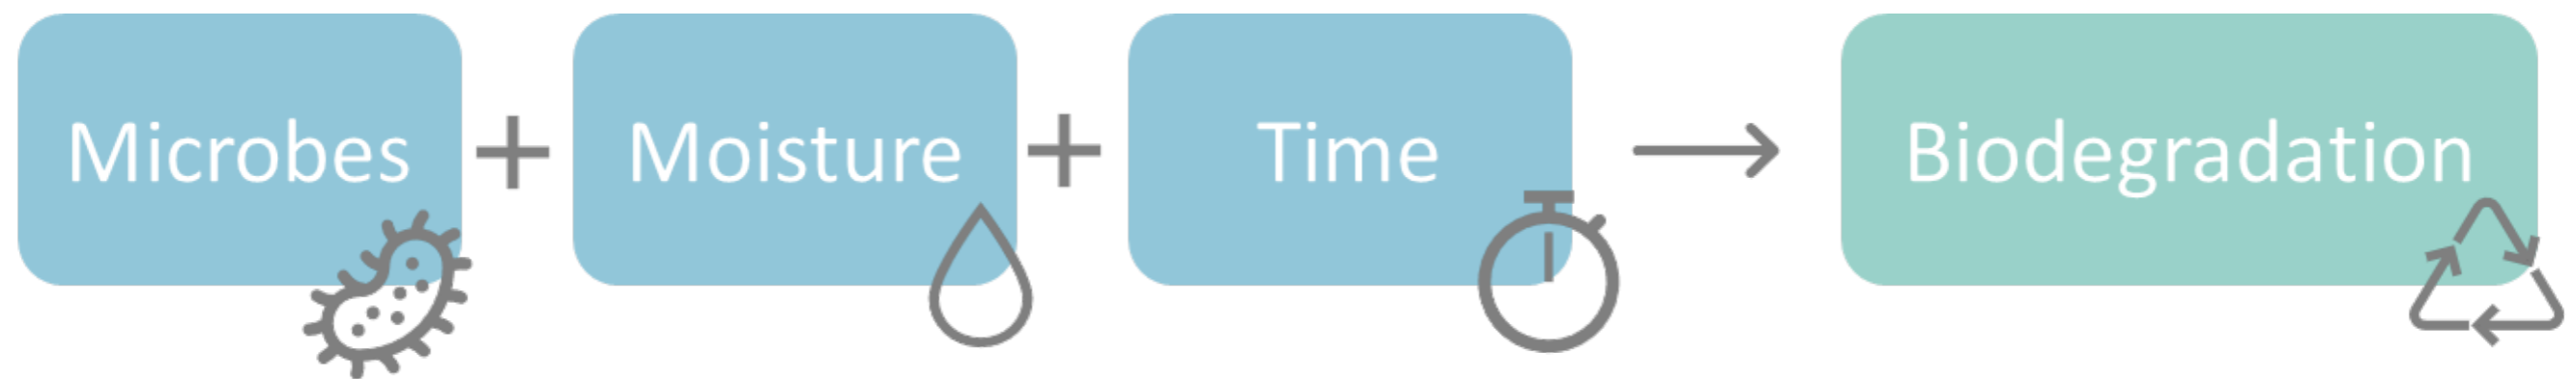 Microbes + Moisture + Time → Biodegradation